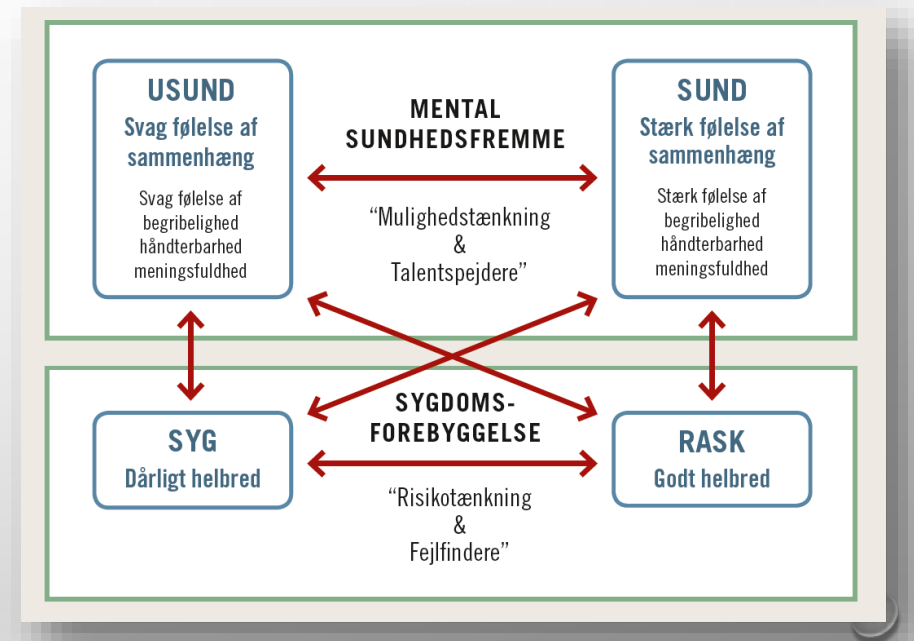 USUND
Svag følelse af
sammenhæng
Svag følelse af
begribelighed
håndterbarhed
meningsfuldhed
MENTAL
SUNDHEDSFREMME
“Mulighedstænkning
&
Talentspejdere”
SUND
Stærk følelse af
sammenhæng
Stærk følelse af
begribelighed
håndterbarhed
meningsfuldhed
SYG
Dårligt helbred
SYGDOMS-
FOREBYGGELSE
“Risikotænkning
&
Fejlfindere”
RASK
Godt helbred